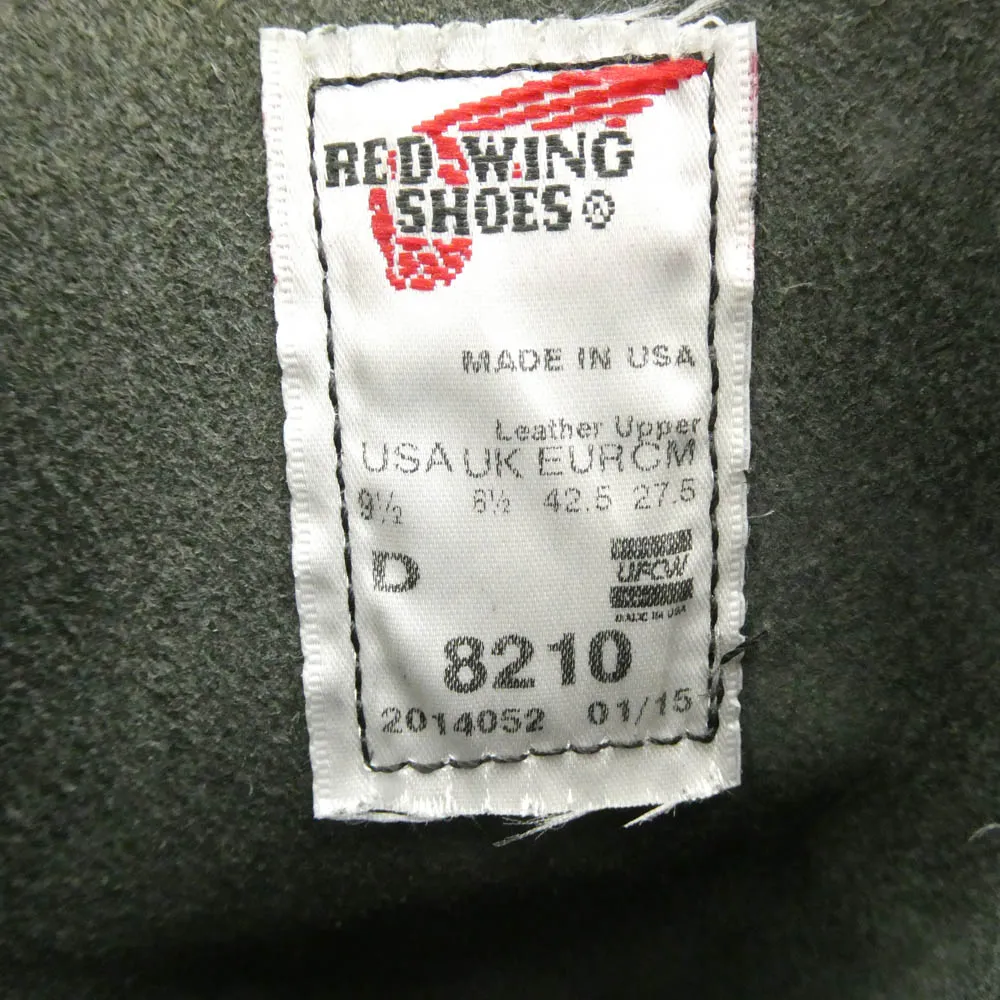 RED WING
SHOES®
MADE IN USA
Leather Upper
USA UK EUR CM
9½ 8½ 42.5 27.5
D
UFCW
MADE IN USA
8210
2014052 01/15